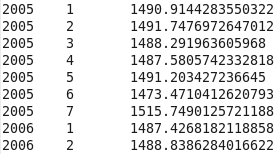 2005 1 1490.9144283550322
2005 2 1491.7476972647012
2005 3 1488.291963605968
2005 4 1487.5805742332818
2005 5 1491.203427236645
2005 6 1473.4710412620793
2005 7 1515.7490125721188
2006 1 1487.4268182118858
2006 2 1488.8386284016622